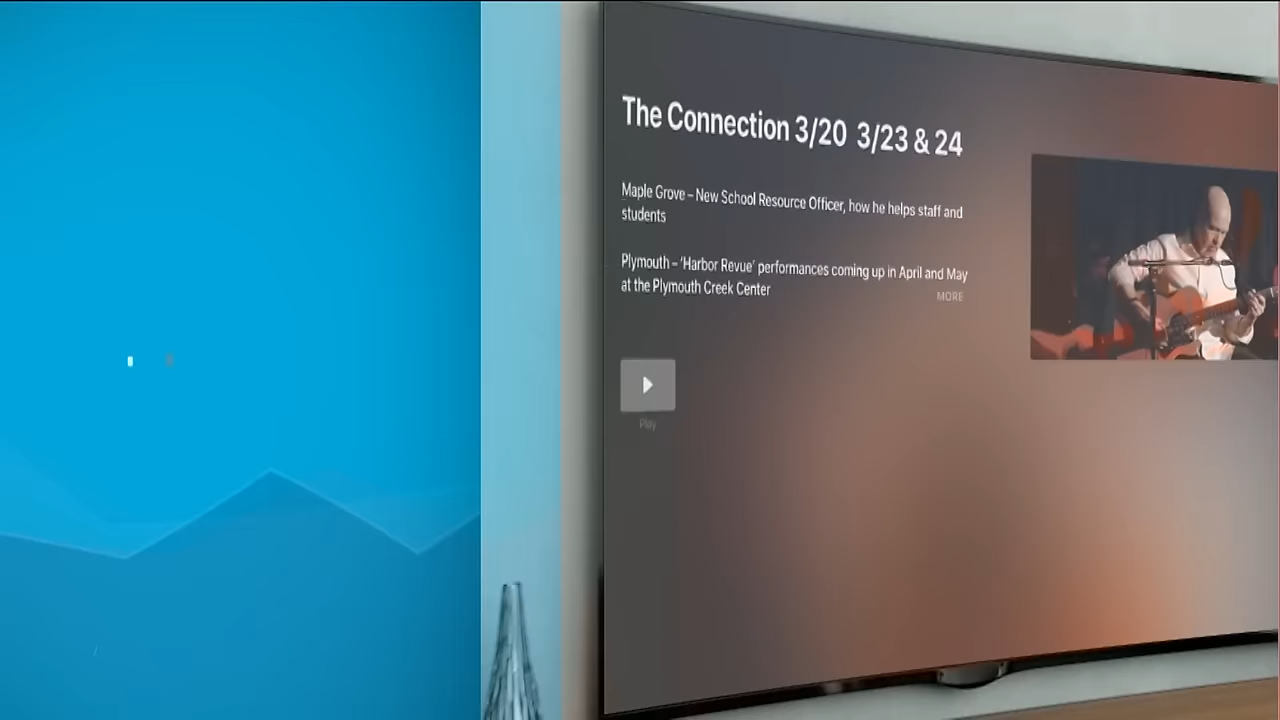 The Connection 3/20 3/23 & 24
Maple Grove – New School Resource Officer, how he helps staff and
students
Plymouth – ‘Harbor Revue’ performances coming up in April and May
at the Plymouth Creek Center
MORE
Play